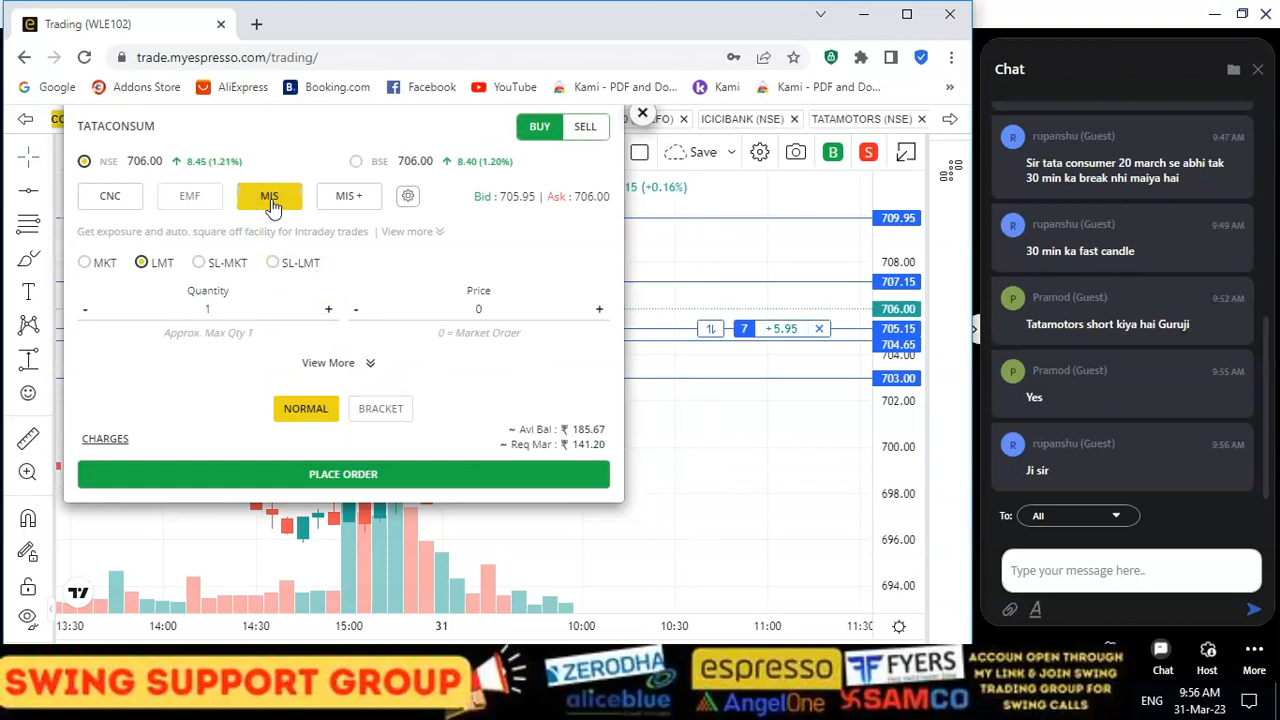 Trading (WLE102)
trade.myespresso.com/trading/
Google
Addons Store
AliExpress
Booking.com
Facebook
YouTube
Kami - PDF and Do...
Kami
Kami - PDF and Do...
ICICIBANK (NSE)
TATAMOTORS (NSE)
Save
B
S
15 (+0.16%)
TATACONSUM
BUY
SELL
NSE 706.00 8.45 (1.21%)
BSE 706.00 8.40 (1.20%)
CNC
EMF
MIS
MIS +
Bid : 705.95 | Ask : 706.00
Get exposure and auto. square off facility for Intraday trades | View more
MKT
LMT
SL-MKT
SL-LMT
Quantity
Price
- 1 +
- 0 +
Approx. Max Qty 1
0 = Market Order
View More
NORMAL
BRACKET
~ Avi Bal : ₹ 185.67
CHARGES
~ Req Mar : ₹ 141.20
PLACE ORDER
7 +5.95
709.95
708.00
707.15
706.00
705.15
704.65
704.00
703.00
702.00
700.00
698.00
696.00
694.00
13:30
14:00
14:30
15:00
31
10:00
10:30
11:00
11:30
Chat
R
rupanshu (Guest)
9:47 AM
Sir tata consumer 20 march se abhi tak
30 min ka break nhi maiya hai
R
rupanshu (Guest)
9:49 AM
30 min ka fast candle
P
Pramod (Guest)
9:52 AM
Tatamotors short kiya hai Guruji
P
Pramod (Guest)
9:55 AM
Yes
R
rupanshu (Guest)
9:56 AM
Ji sir
To:
All
Type your message here..
SWING SUPPORT GROUP
ZERODHA
aliceblue
espresso
AngelOne
FYERS
SAMCO
ACCOUN OPEN THROUGH
MY LINK & JOIN SWING
TRADING GROUP FOR
SWING CALLS
Chat
Host
More
ENG
9:56 AM
31-Mar-23